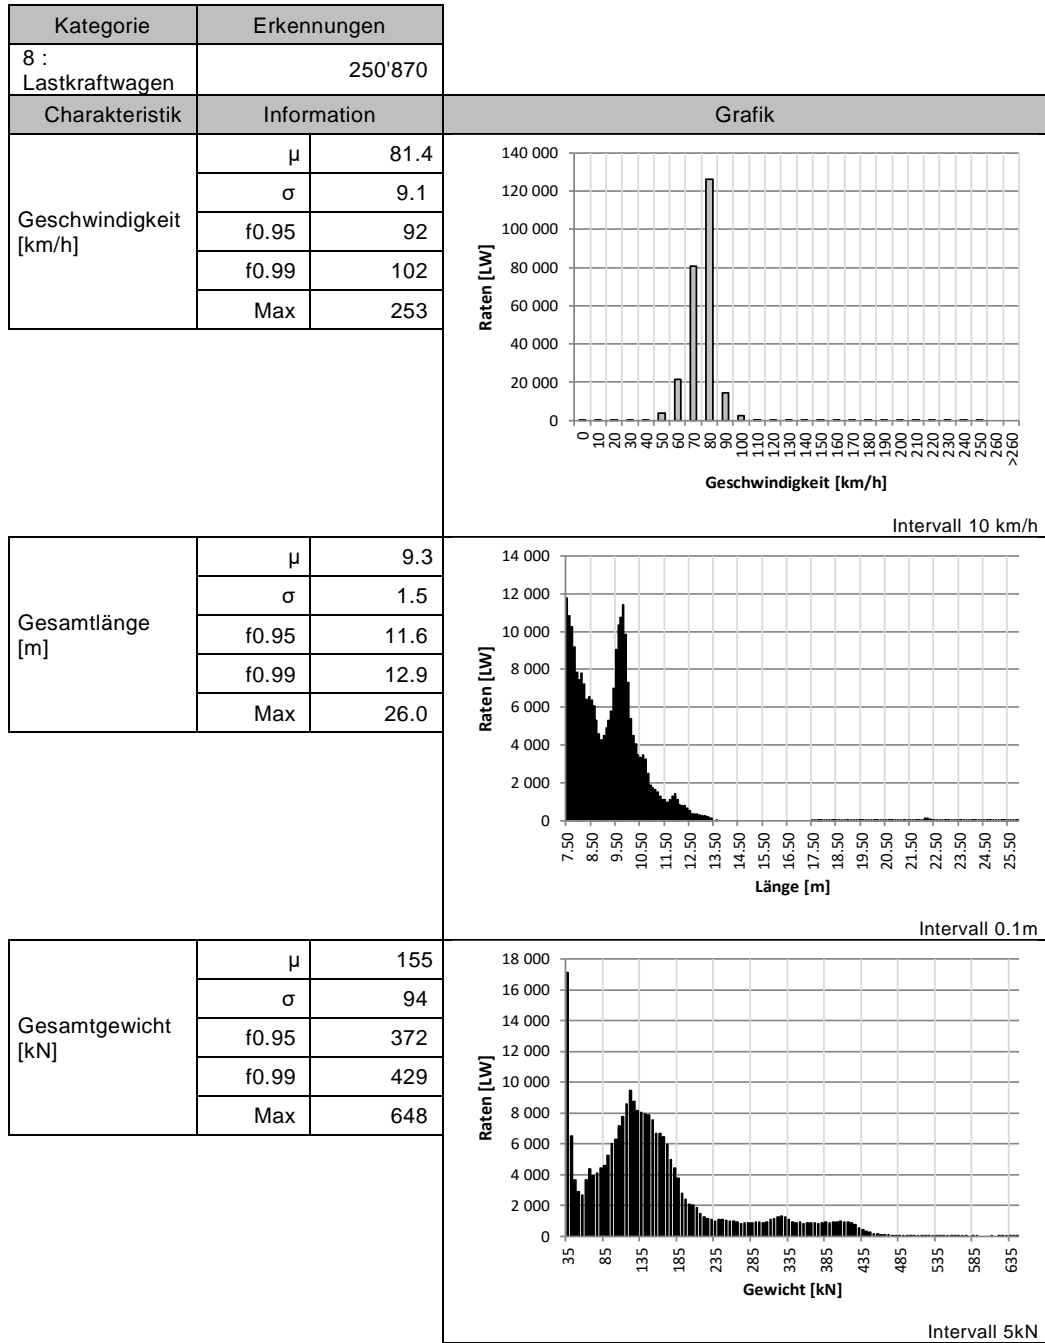 Kategorie Erkennungen
8 :
Lastkraftwagen 250'870
Charakteristik Information Grafik
Geschwindigkeit
[km/h]
µ 81.4
σ 9.1
f0.95 92
f0.99 102
Max 253
140 000
120 000
100 000
80 000
60 000
40 000
20 000
0
Raten [LW]
0 10 20 30 40 50 60 70 80 90 100 110 120 130 140 150 160 170 180 190 200 210 220 230 240 250 260 >260
Geschwindigkeit [km/h]
Intervall 10 km/h
Gesamtlänge
[m]
µ 9.3
σ 1.5
f0.95 11.6
f0.99 12.9
Max 26.0
14 000
12 000
10 000
8 000
6 000
4 000
2 000
0
Raten [LW]
7.50 8.50 9.50 10.50 11.50 12.50 13.50 14.50 15.50 16.50 17.50 18.50 19.50 20.50 21.50 22.50 23.50 24.50 25.50
Länge [m]
Intervall 0.1m
Gesamtgewicht
[kN]
µ 155
σ 94
f0.95 372
f0.99 429
Max 648
18 000
16 000
14 000
12 000
10 000
8 000
6 000
4 000
2 000
0
Raten [LW]
35 85 135 185 235 285 335 385 435 485 535 585 635
Gewicht [kN]
Intervall 5kN